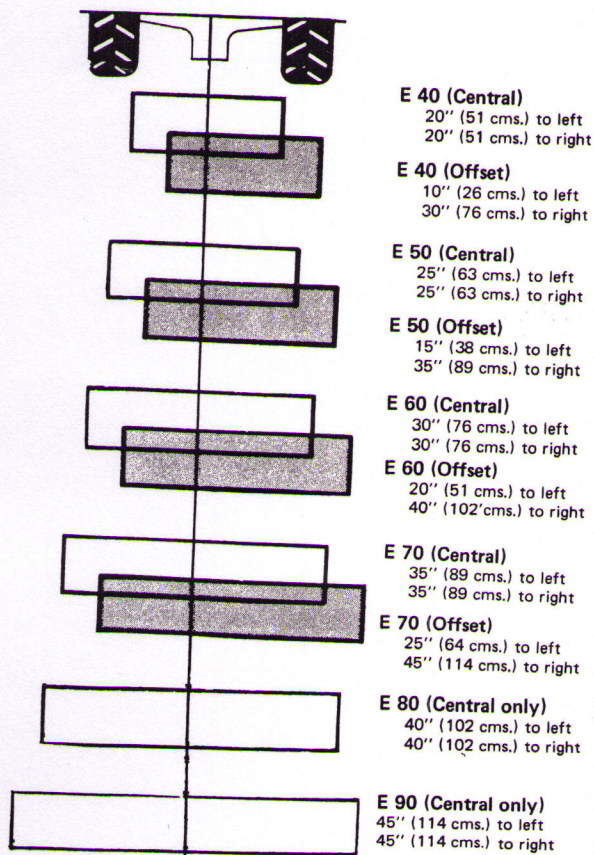 E 40 (Central)
20'' (51 cms.) to left
20'' (51 cms.) to right
E 40 (Offset)
10'' (26 cms.) to left
30'' (76 cms.) to right
E 50 (Central)
25'' (63 cms.) to left
25'' (63 cms.) to right
E 50 (Offset)
15'' (38 cms.) to left
35'' (89 cms.) to right
E 60 (Central)
30'' (76 cms.) to left
30'' (76 cms.) to right
E 60 (Offset)
20'' (51 cms.) to left
40'' (102 cms.) to right
E 70 (Central)
35'' (89 cms.) to left
35'' (89 cms.) to right
E 70 (Offset)
25'' (64 cms.) to left
45'' (114 cms.) to right
E 80 (Central only)
40'' (102 cms.) to left
40'' (102 cms.) to right
E 90 (Central only)
45'' (114 cms.) to left
45'' (114 cms.) to right